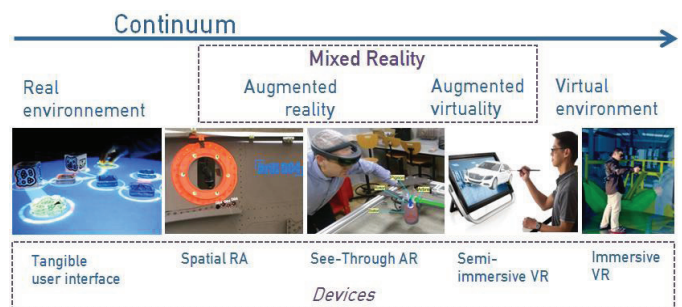 Continuum
Mixed Reality
Real
environnement
Augmented
reality
Augmented
virtuality
Virtual
environment
Tangible
user interface
Spatial RA
See-Through AR
Semi-
immersive VR
Immersive
VR
Devices